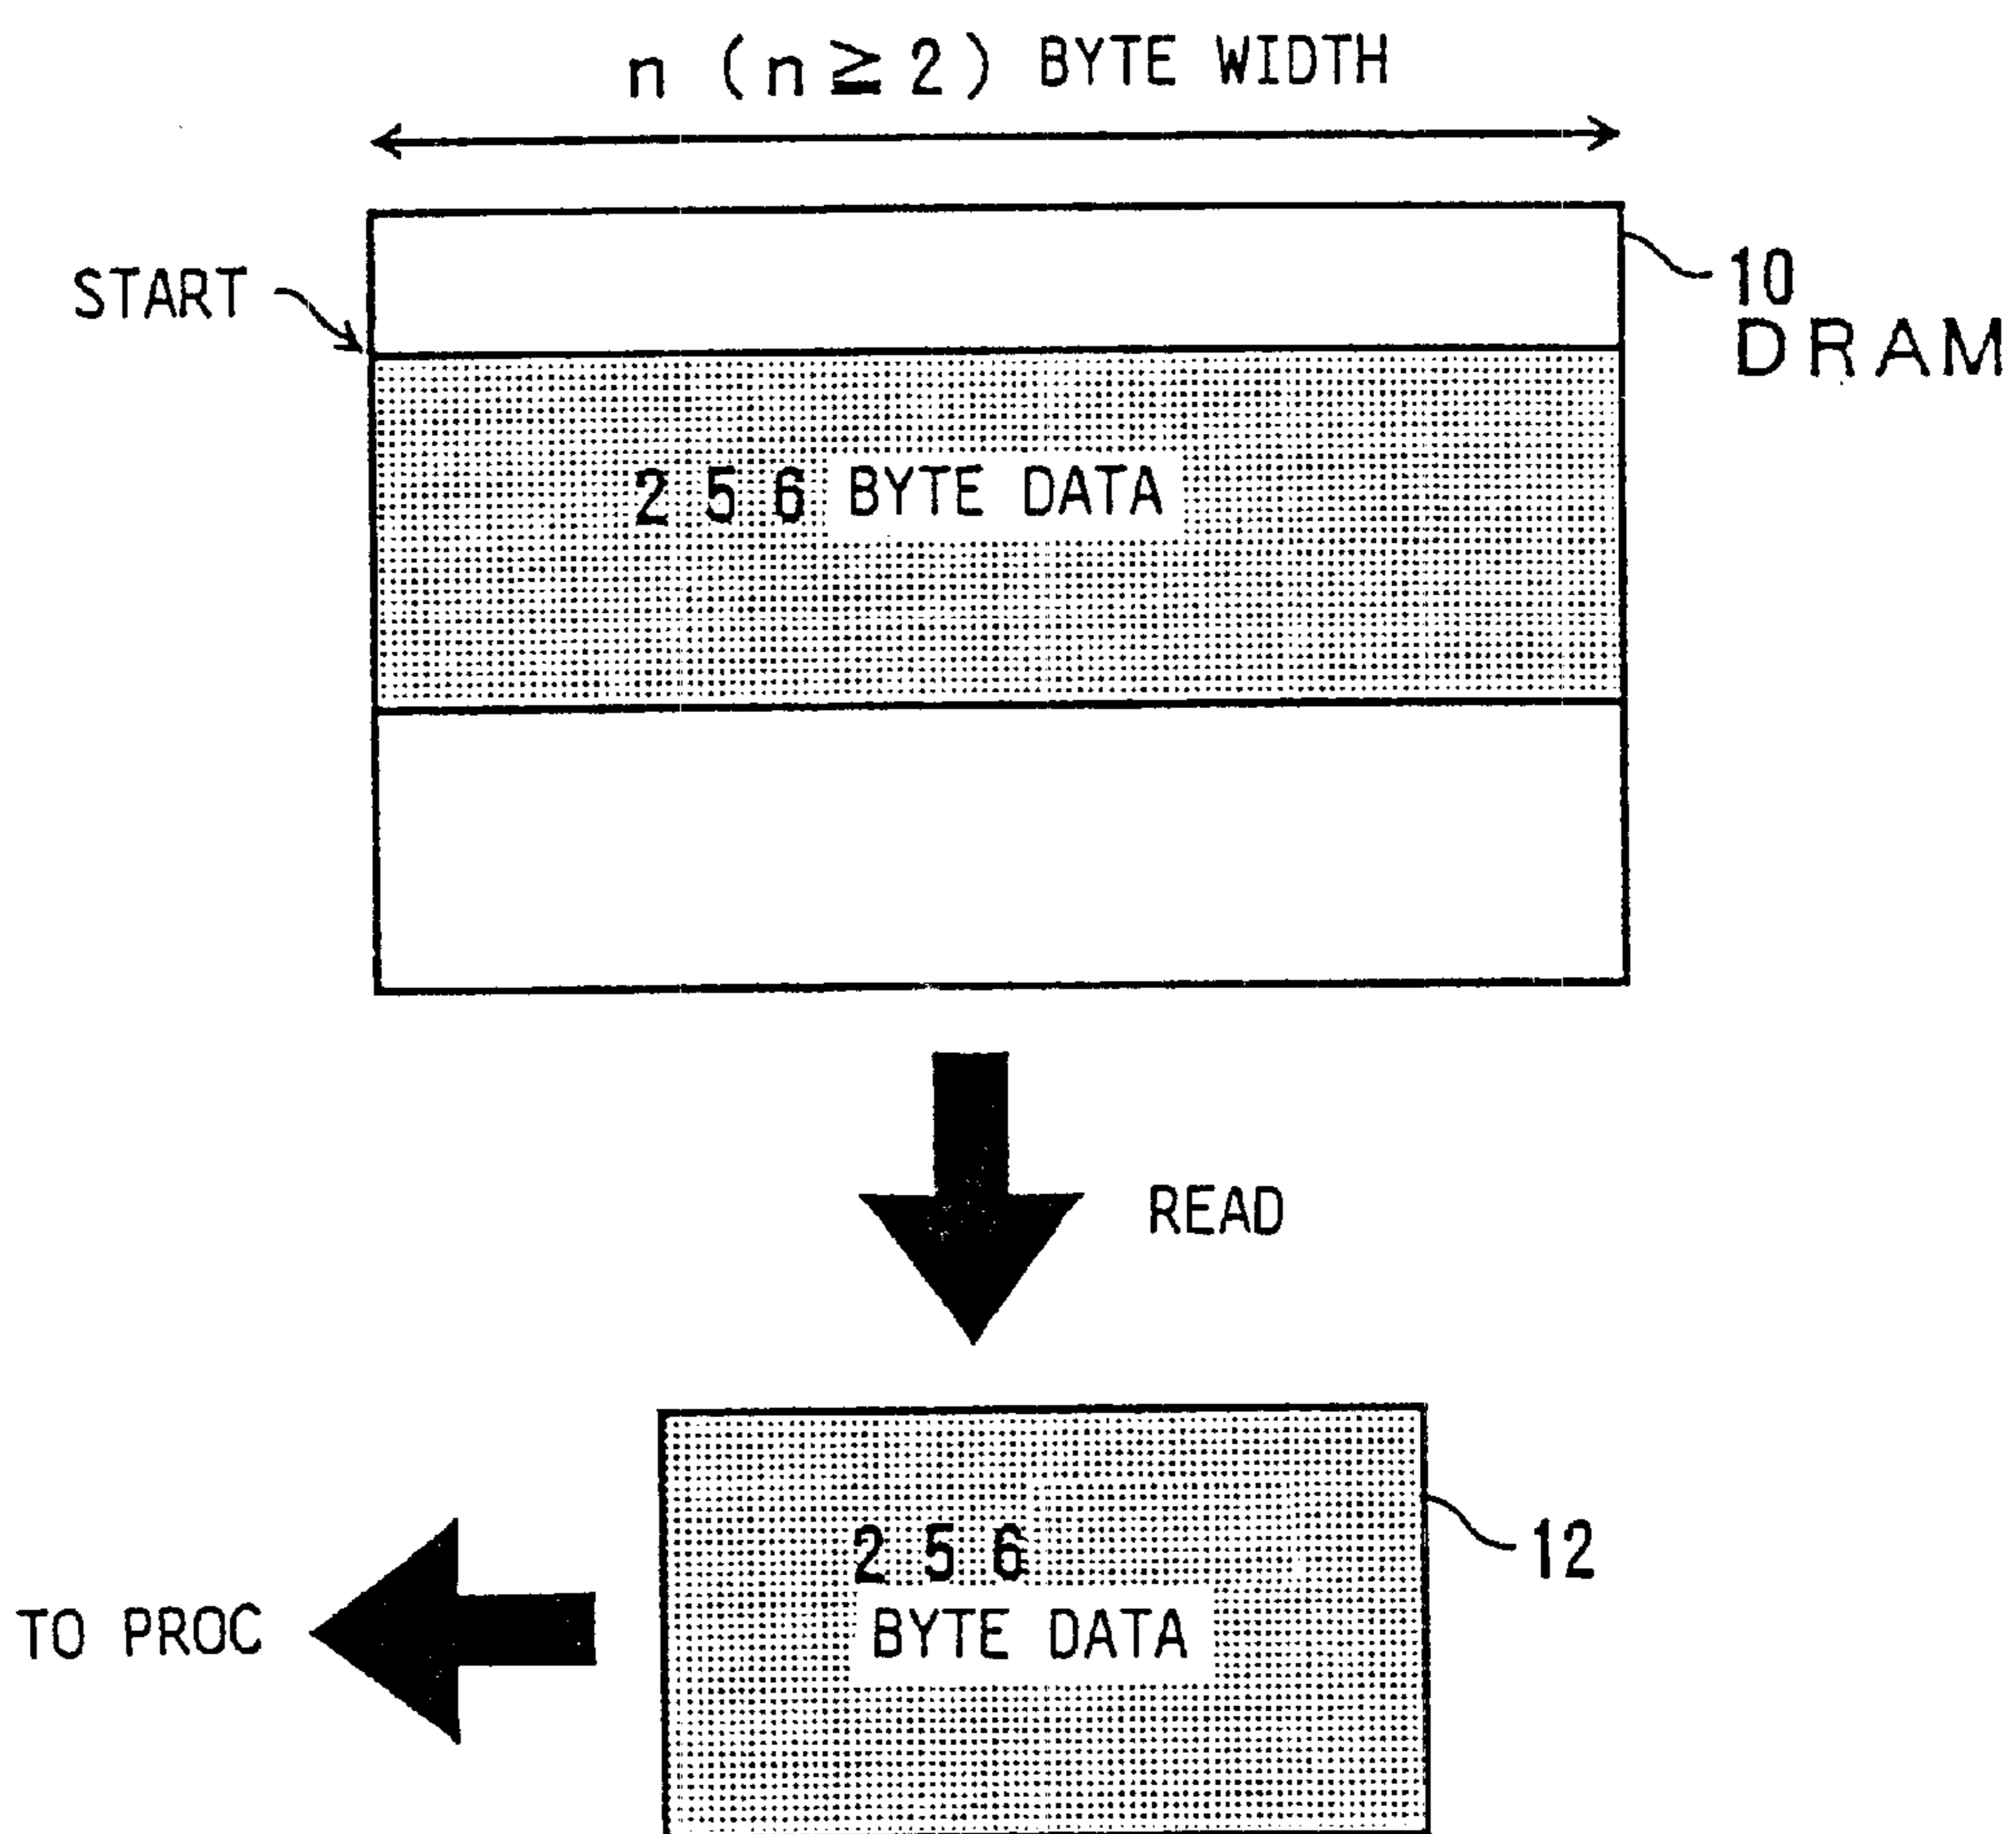 n (n≧2) BYTE WIDTH
START
10
DRAM
256 BYTE DATA
READ
256
BYTE DATA
12
TO PROC